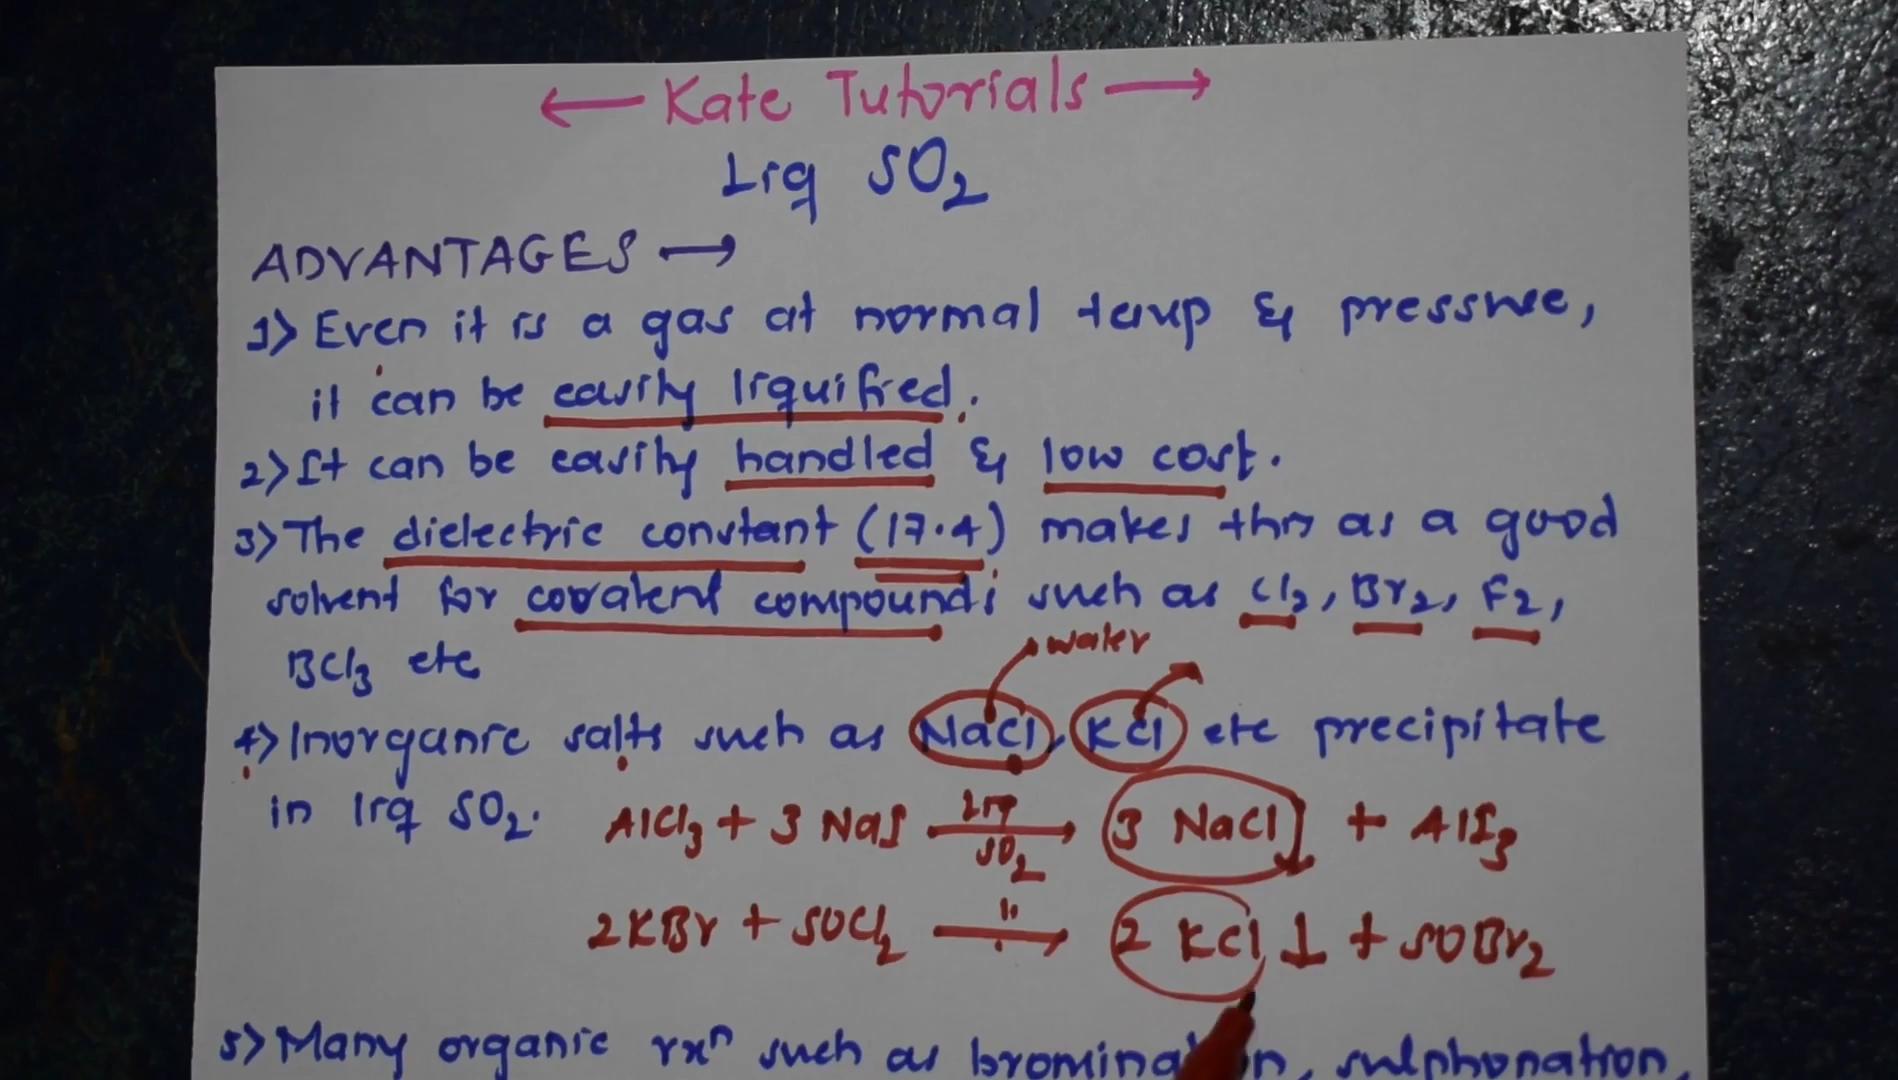 ← Kate Tutorials →
Liq SO₂
ADVANTAGES →
1) Even it is a gas at normal temp & pressure,
it can be easily liquified.
2) It can be easily handled & low cost.
3) The dielectric constant (17.4) makes this as a good
solvent for covalent compounds such as Cl₂, Br₂, F₂,
BCl₃ etc
water
4) Inorganic salts such as NaCl, KCl etc precipitate
in liq SO₂.
AlCl₃ + 3 NaI —Liq SO₂→ 3 NaCl↓ + AlI₃
2KBr + SOCl₂ —"→ 2 KCl ↓ + SOBr₂
5) Many organic rxⁿ such as bromination, sulphonation,